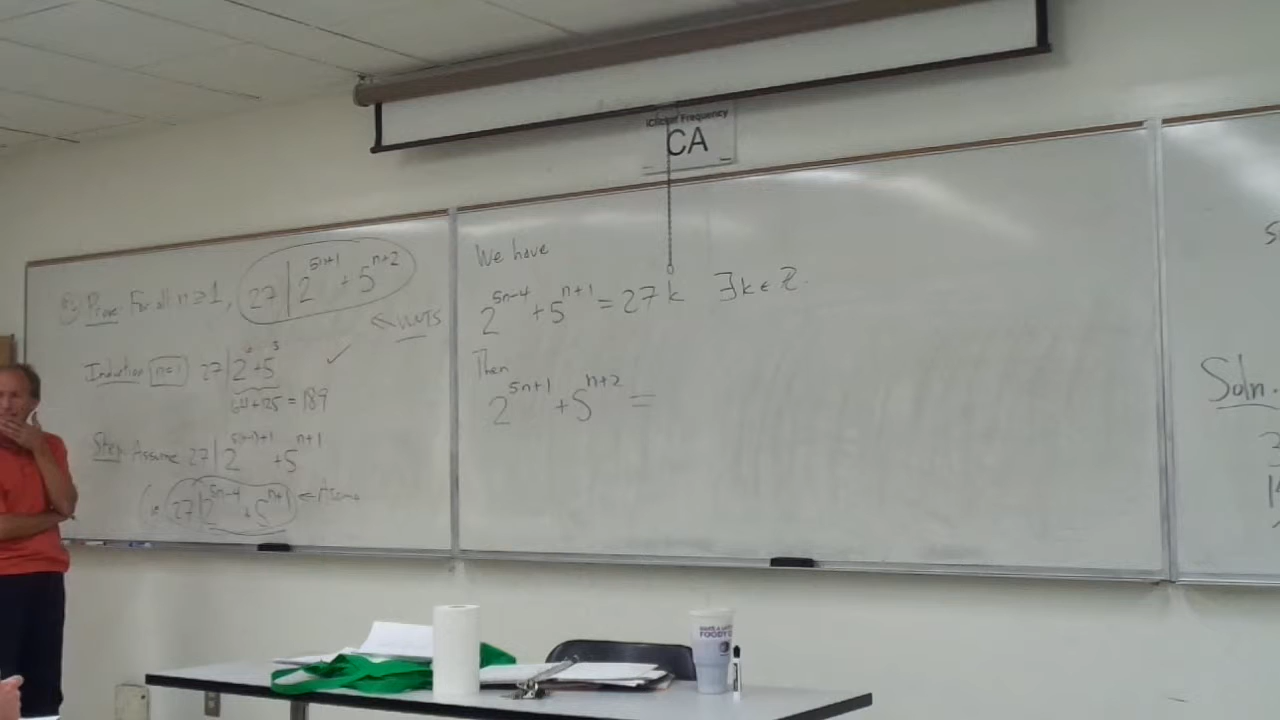 iClicker Frequency
CA
Prove: For all n ≥ 1, 27 | 2^{5n+1} + 5^{n+2}
← WNTS
Induction n=1 27 | 2^6 + 5^3 ✓
64+125 = 189
Step: Assume 27 | 2^{5(n-1)+1} + 5^{n+1}
27 | 2^{5n-4} + 5^{n+1} ← Assume
We have
2^{5n-4} + 5^{n+1} = 27k ∃k ∈ ℤ.
Then
2^{5n+1} + 5^{n+2} =
Soln.